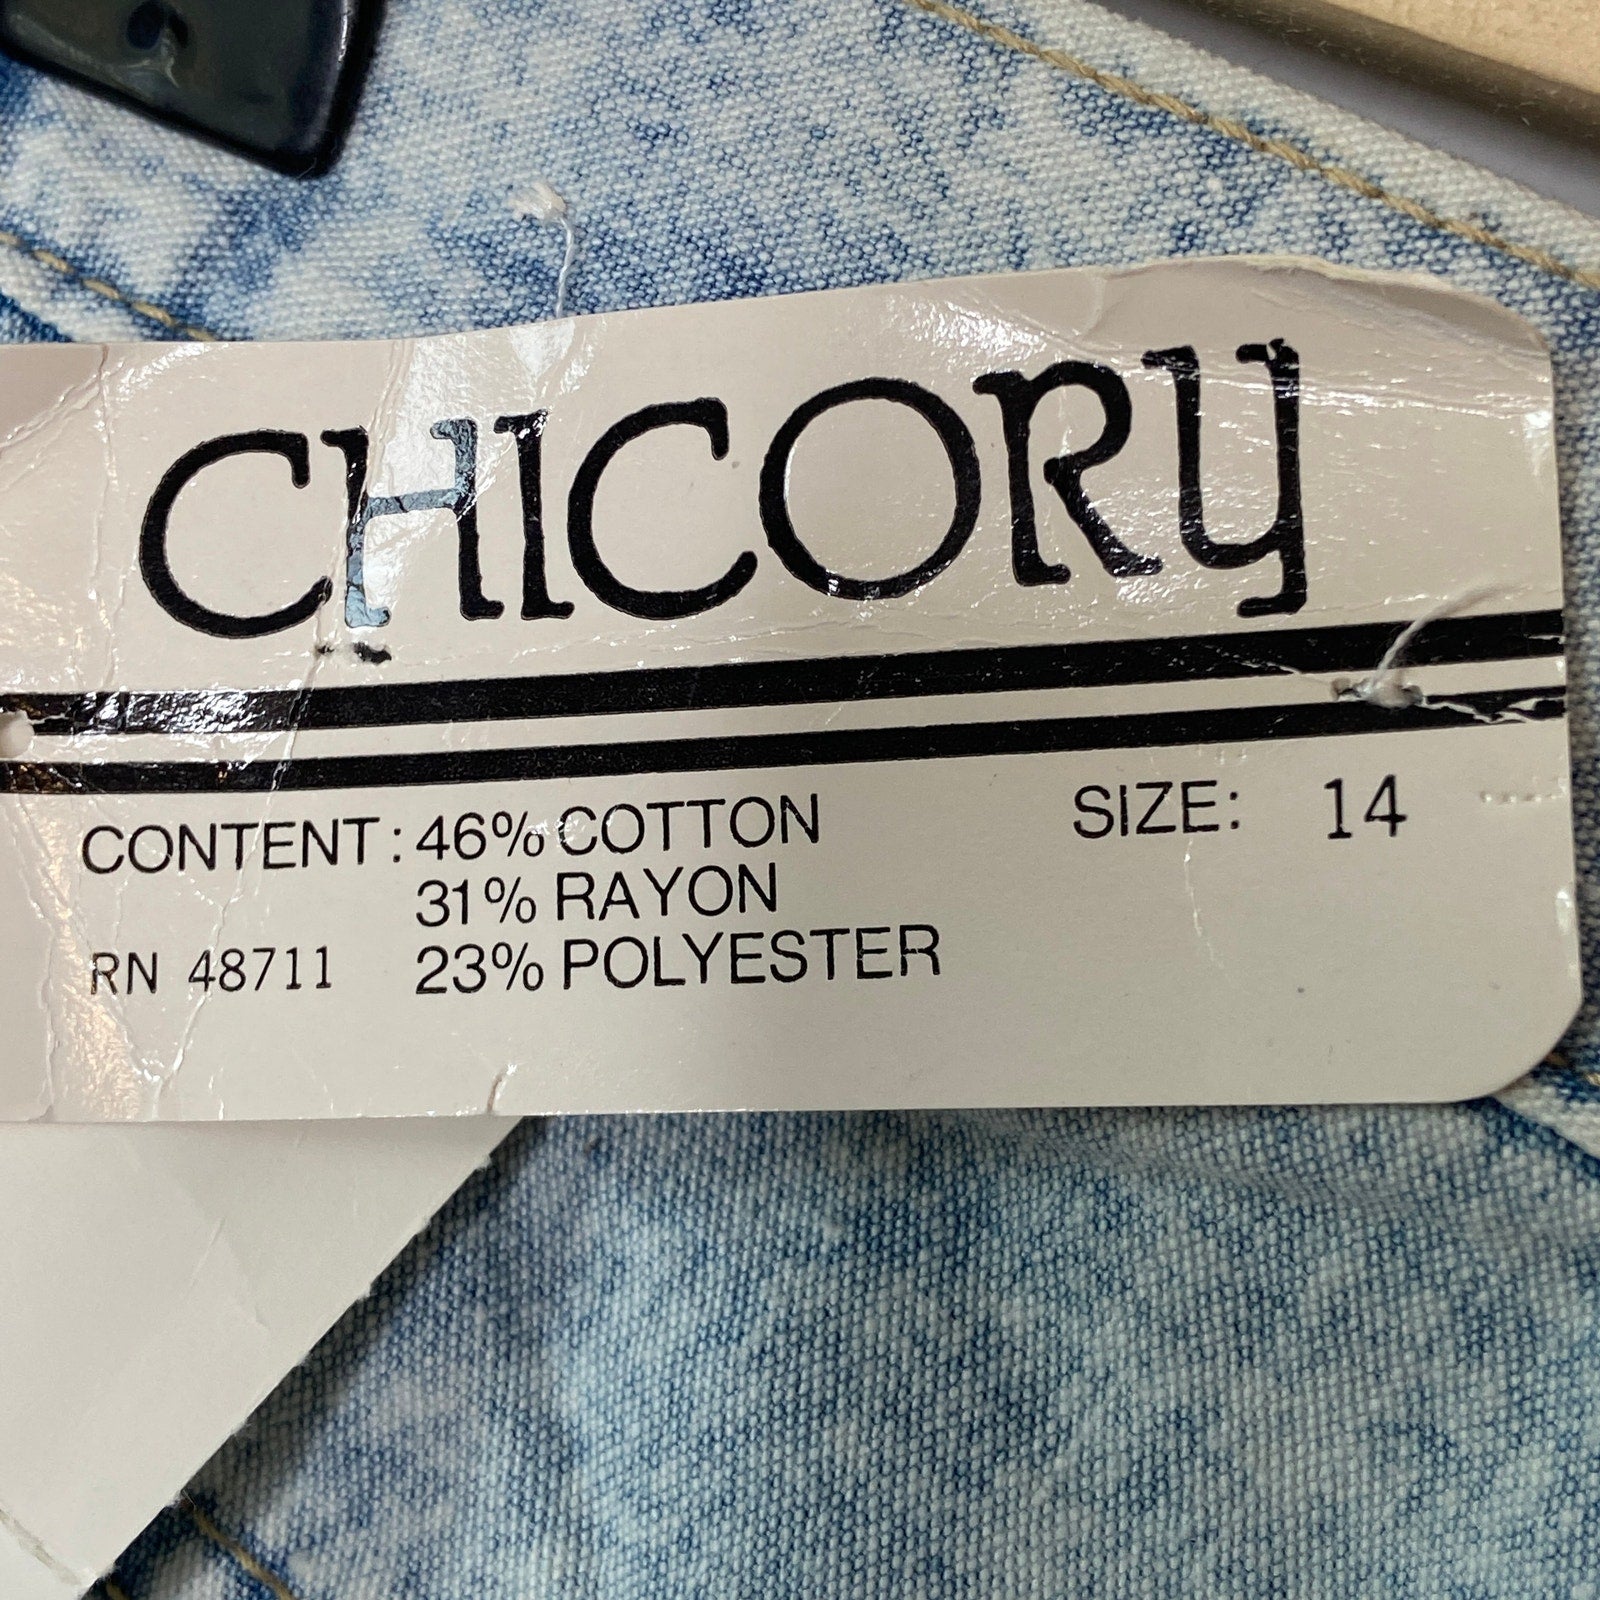 CHICORY
CONTENT: 46% COTTON SIZE: 14
31% RAYON
RN 48711 23% POLYESTER